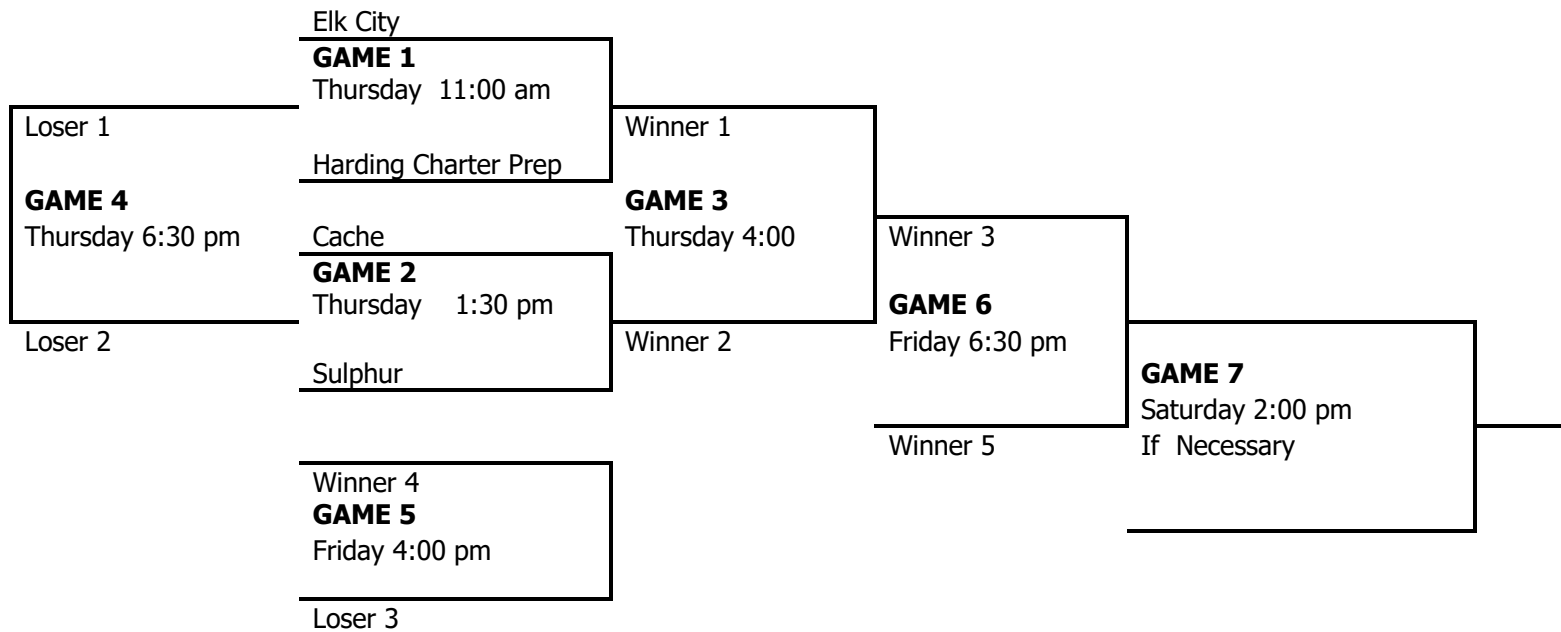 Elk City
GAME 1
Thursday 11:00 am
Loser 1
Winner 1
Harding Charter Prep
GAME 4
GAME 3
Thursday 6:30 pm
Cache
Thursday 4:00
Winner 3
GAME 2
Thursday 1:30 pm
GAME 6
Loser 2
Winner 2
Friday 6:30 pm
Sulphur
GAME 7
Saturday 2:00 pm
Winner 5
If Necessary
Winner 4
GAME 5
Friday 4:00 pm
Loser 3